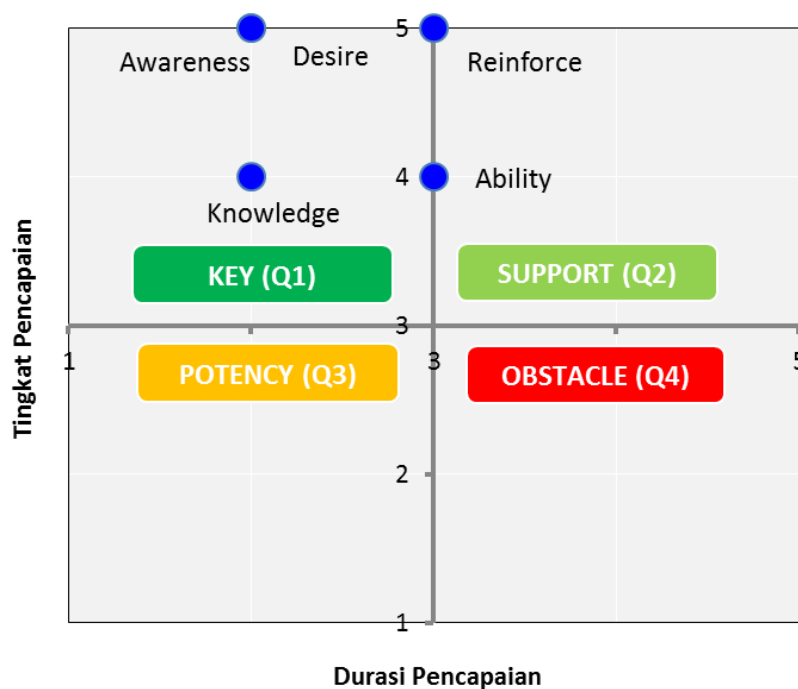 5
Awareness
Desire
Reinforce
4
Ability
Knowledge
KEY (Q1)
SUPPORT (Q2)
Tingkat Pencapaian
3
1
3
5
POTENCY (Q3)
OBSTACLE (Q4)
2
1
Durasi Pencapaian